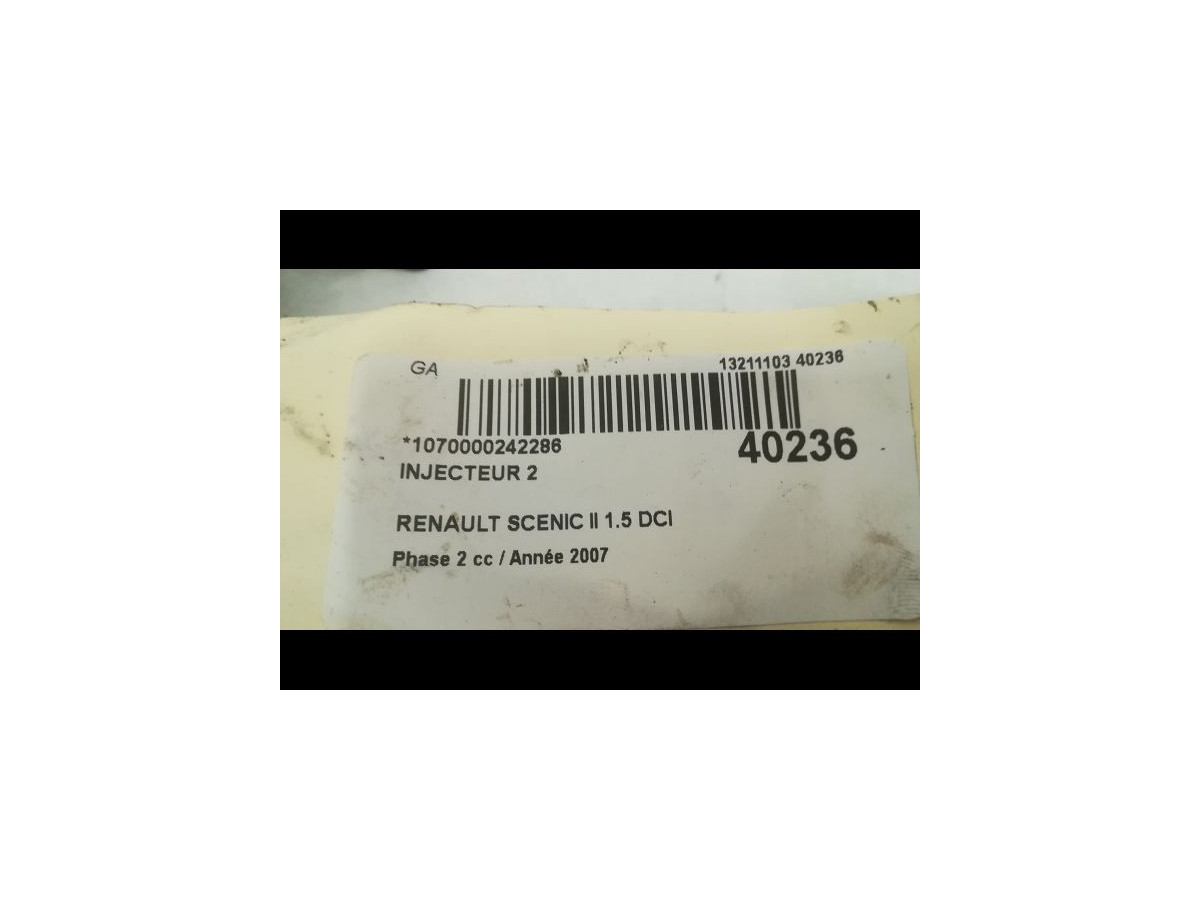 GA 13211103 40236
*1070000242286 40236
INJECTEUR 2
RENAULT SCENIC II 1.5 DCI
Phase 2 cc / Année 2007